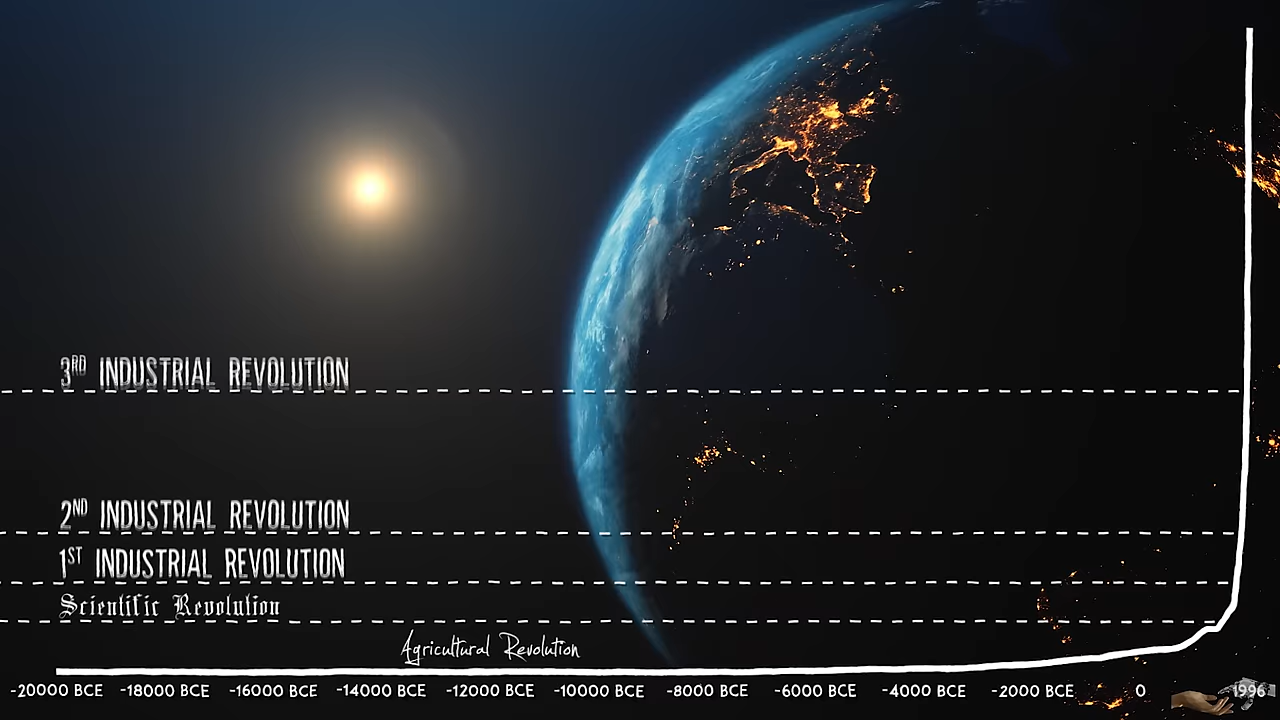 3RD INDUSTRIAL REVOLUTION
2ND INDUSTRIAL REVOLUTION
1ST INDUSTRIAL REVOLUTION
Scientific Revolution
Agricultural Revolution
-20000 BCE -18000 BCE -16000 BCE -14000 BCE -12000 BCE -10000 BCE -8000 BCE -6000 BCE -4000 BCE -2000 BCE 0 1996